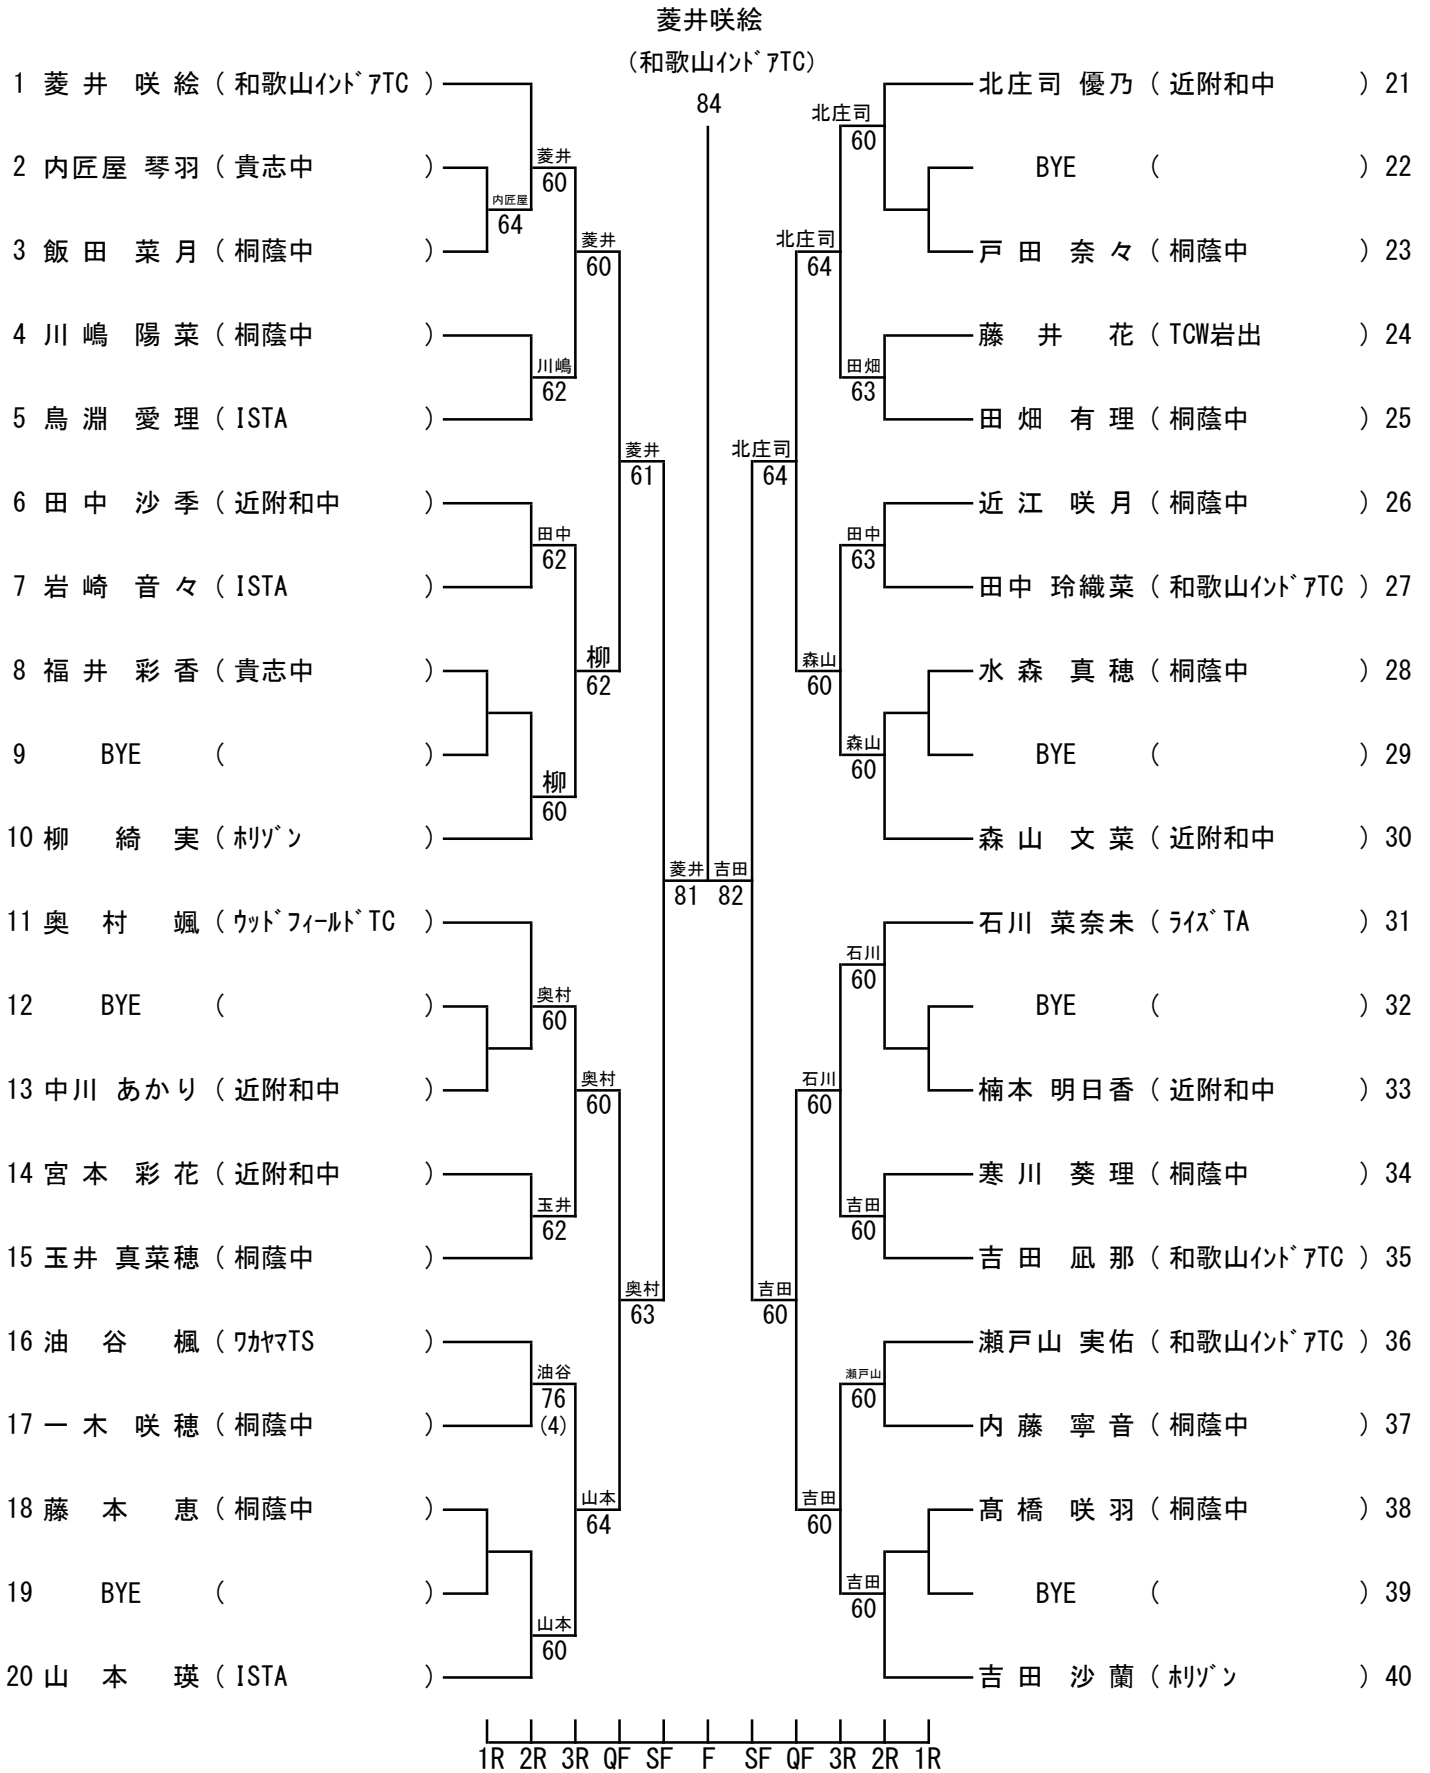 菱井咲絵
(和歌山ｲﾝﾄﾞｱTC)
84
1 菱井 咲絵 ( 和歌山ｲﾝﾄﾞｱTC )
2 内匠屋 琴羽 ( 貴志中 )
3 飯田 菜月 ( 桐蔭中 )
4 川嶋 陽菜 ( 桐蔭中 )
5 鳥淵 愛理 ( ISTA )
6 田中 沙季 ( 近附和中 )
7 岩崎 音々 ( ISTA )
8 福井 彩香 ( 貴志中 )
9 BYE ( )
10 柳 綺実 ( ﾎﾘｿﾞﾝ )
11 奥村 颯 ( ｳｯﾄﾞﾌｨｰﾙﾄﾞTC )
12 BYE ( )
13 中川 あかり ( 近附和中 )
14 宮本 彩花 ( 近附和中 )
15 玉井 真菜穂 ( 桐蔭中 )
16 油谷 楓 ( ﾜｶﾔﾏTS )
17 一木 咲穂 ( 桐蔭中 )
18 藤本 恵 ( 桐蔭中 )
19 BYE ( )
20 山本 瑛 ( ISTA )
内匠屋
64
菱井
60
川嶋
62
田中
62
柳
60
奥村
60
玉井
62
油谷
76
(4)
山本
60
菱井
60
柳
62
奥村
60
山本
64
菱井
61
奥村
63
菱井
81
吉田
82
北庄司
64
吉田
60
北庄司
64
森山
60
石川
60
吉田
60
北庄司
60
田畑
63
田中
63
森山
60
石川
60
吉田
60
瀬戸山
60
吉田
60
北庄司 優乃 ( 近附和中 ) 21
BYE ( ) 22
戸田 奈々 ( 桐蔭中 ) 23
藤井 花 ( TCW岩出 ) 24
田畑 有理 ( 桐蔭中 ) 25
近江 咲月 ( 桐蔭中 ) 26
田中 玲織菜 ( 和歌山ｲﾝﾄﾞｱTC ) 27
水森 真穂 ( 桐蔭中 ) 28
BYE ( ) 29
森山 文菜 ( 近附和中 ) 30
石川 菜奈未 ( ﾗｲｽﾞTA ) 31
BYE ( ) 32
楠本 明日香 ( 近附和中 ) 33
寒川 葵理 ( 桐蔭中 ) 34
吉田 凪那 ( 和歌山ｲﾝﾄﾞｱTC ) 35
瀬戸山 実佑 ( 和歌山ｲﾝﾄﾞｱTC ) 36
内藤 寧音 ( 桐蔭中 ) 37
髙橋 咲羽 ( 桐蔭中 ) 38
BYE ( ) 39
吉田 沙蘭 ( ﾎﾘｿﾞﾝ ) 40
1R 2R 3R QF SF F SF QF 3R 2R 1R